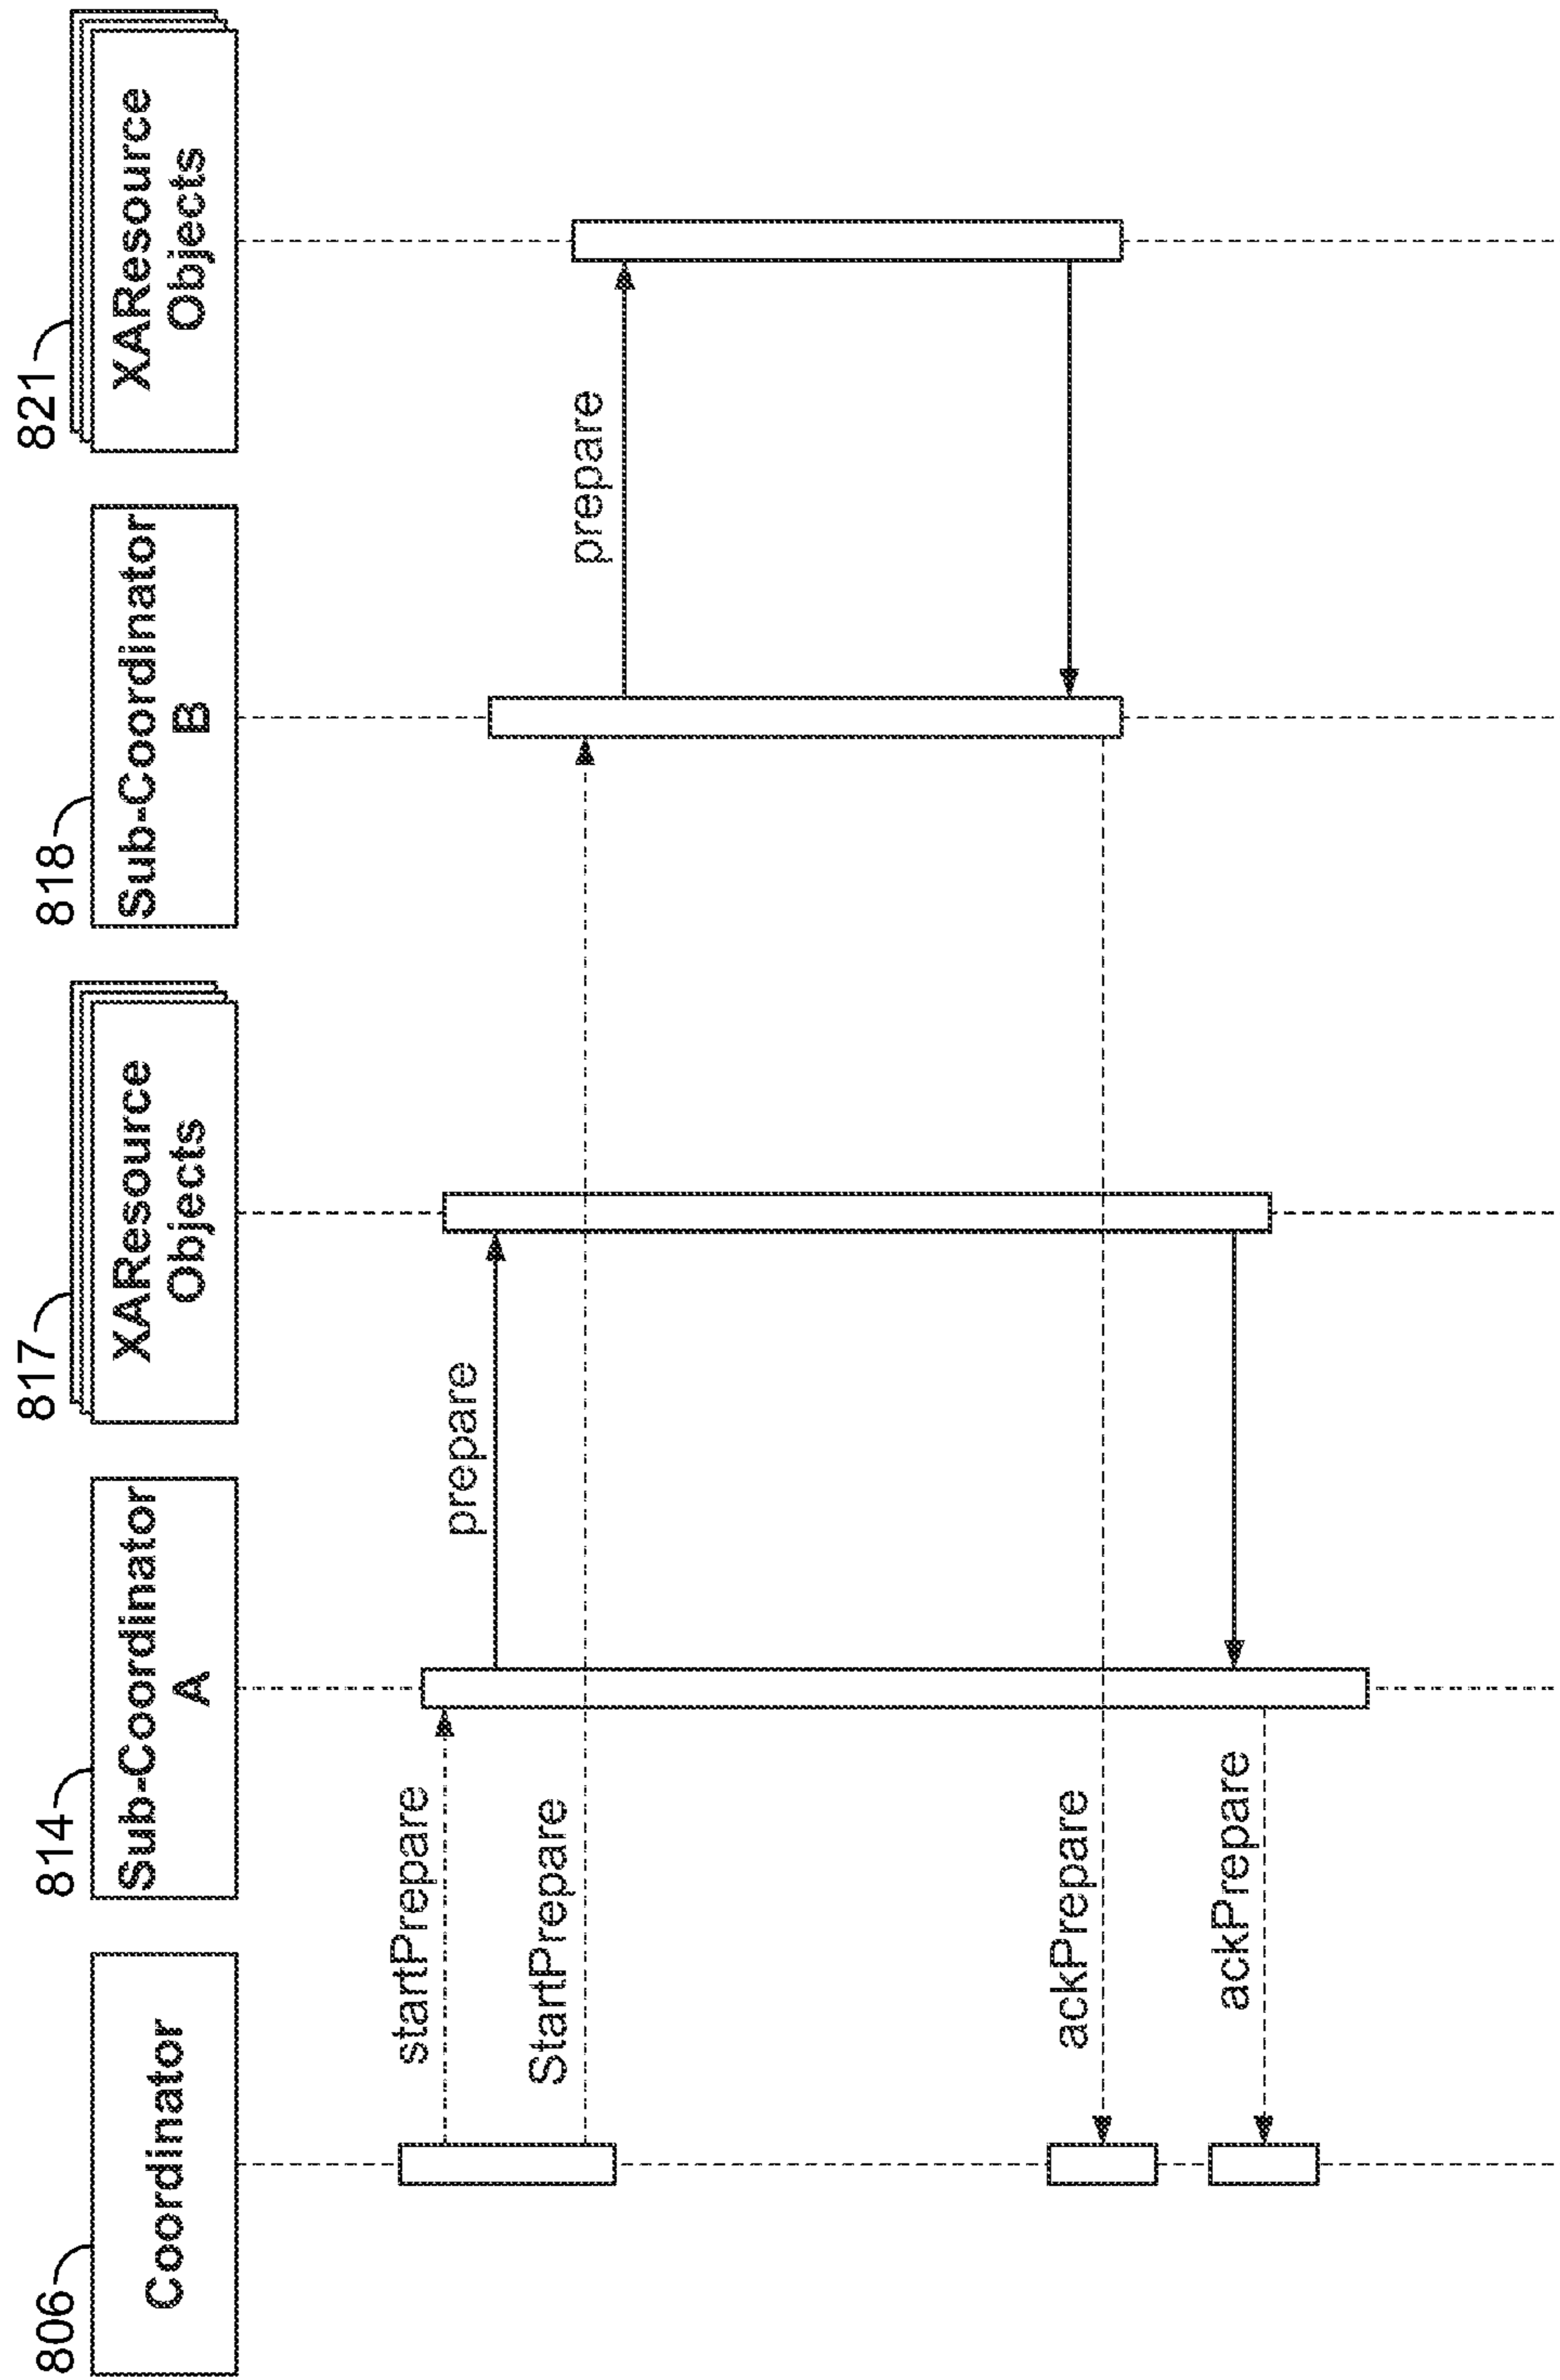 806
Coordinator
814
Sub-Coordinator
A
817
XAResource
Objects
818
Sub-Coordinator
B
821
XAResource
Objects
startPrepare
prepare
StartPrepare
prepare
ackPrepare
ackPrepare